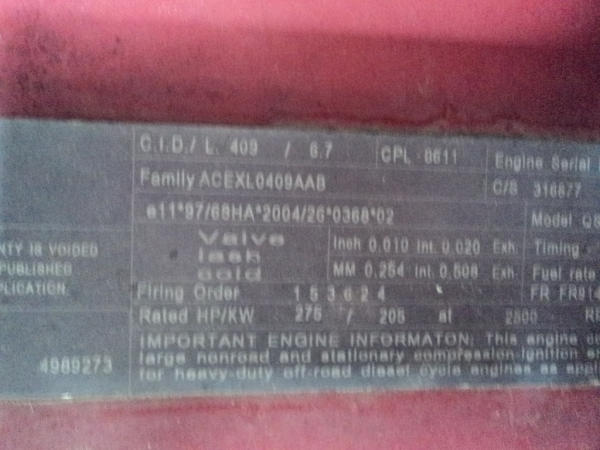 C.I.D./ L. 409 / 6.7 CPL 8611 Engine Serial
Family ACEXL0409AAB C/S 316877
e11*97/68HA*2004/26*0368*02 Model QS
NTY IS VOIDED
PUBLISHED
PLICATION.
Valve
lash
cold
Inch 0.010 Int. 0.020 Exh. Timing
MM 0.254 Int. 0.508 Exh. Fuel rate
Firing Order 1 5 3 6 2 4 FR FR914
Rated HP/KW 275 / 205 at 2500
4989273
IMPORTANT ENGINE INFORMATON: This engine
large nonroad and stationary compression ignition
for heavy-duty off-road diesel cycle engines as